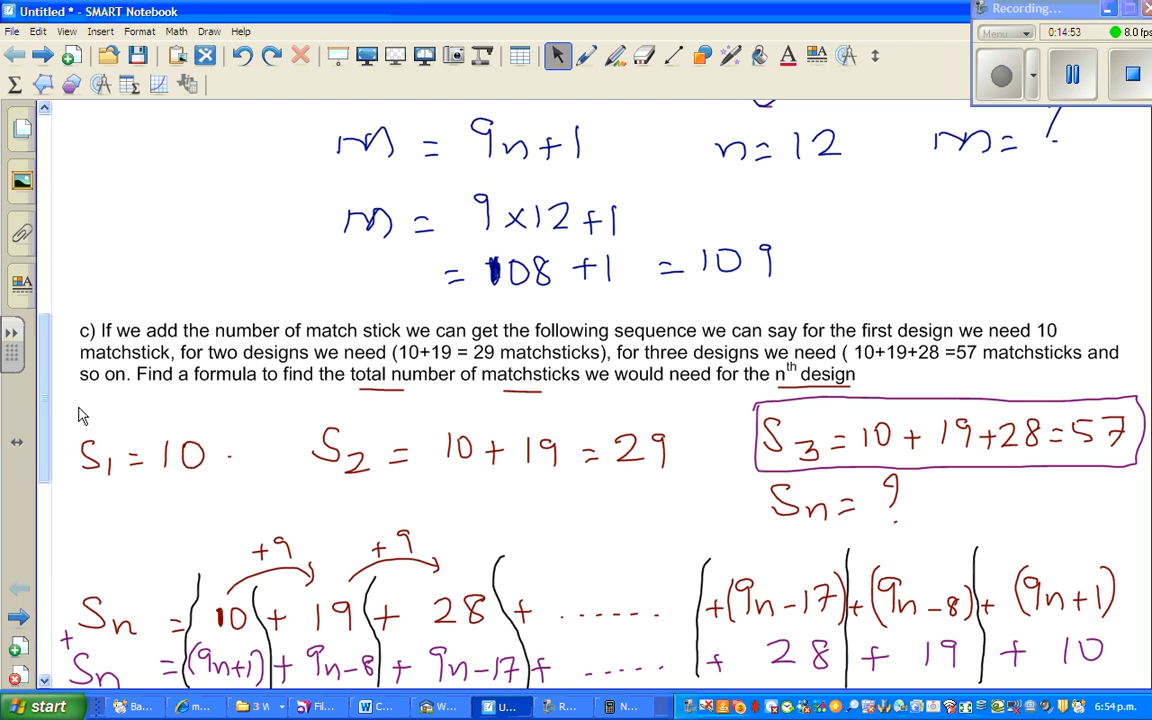 Untitled * - SMART Notebook
Recording...
File Edit View Insert Format Math Draw Help
Menu
0:14:53
8.0 fps
m = 9n+1 n=12 m= ?
m = 9×12+1
= 108 +1 = 109
c) If we add the number of match stick we can get the following sequence we can say for the first design we need 10
matchstick, for two designs we need (10+19 = 29 matchsticks), for three designs we need ( 10+19+28 =57 matchsticks and
so on. Find a formula to find the total number of matchsticks we would need for the nth design
S1 = 10 . S2 = 10 + 19 = 29 S3 = 10 + 19+28 = 57
Sn = ?
+9 +9
Sn = 10 + 19 + 28 + ...... +(9n-17)+(9n-8)+ (9n+1)
+
Sn = (9n+1) + 9n-8 + 9n-17 + ...... + 28 + 19 + 10
start Ba... m... 3 W Fil... C... W... U... R... N... 6:54 p.m.